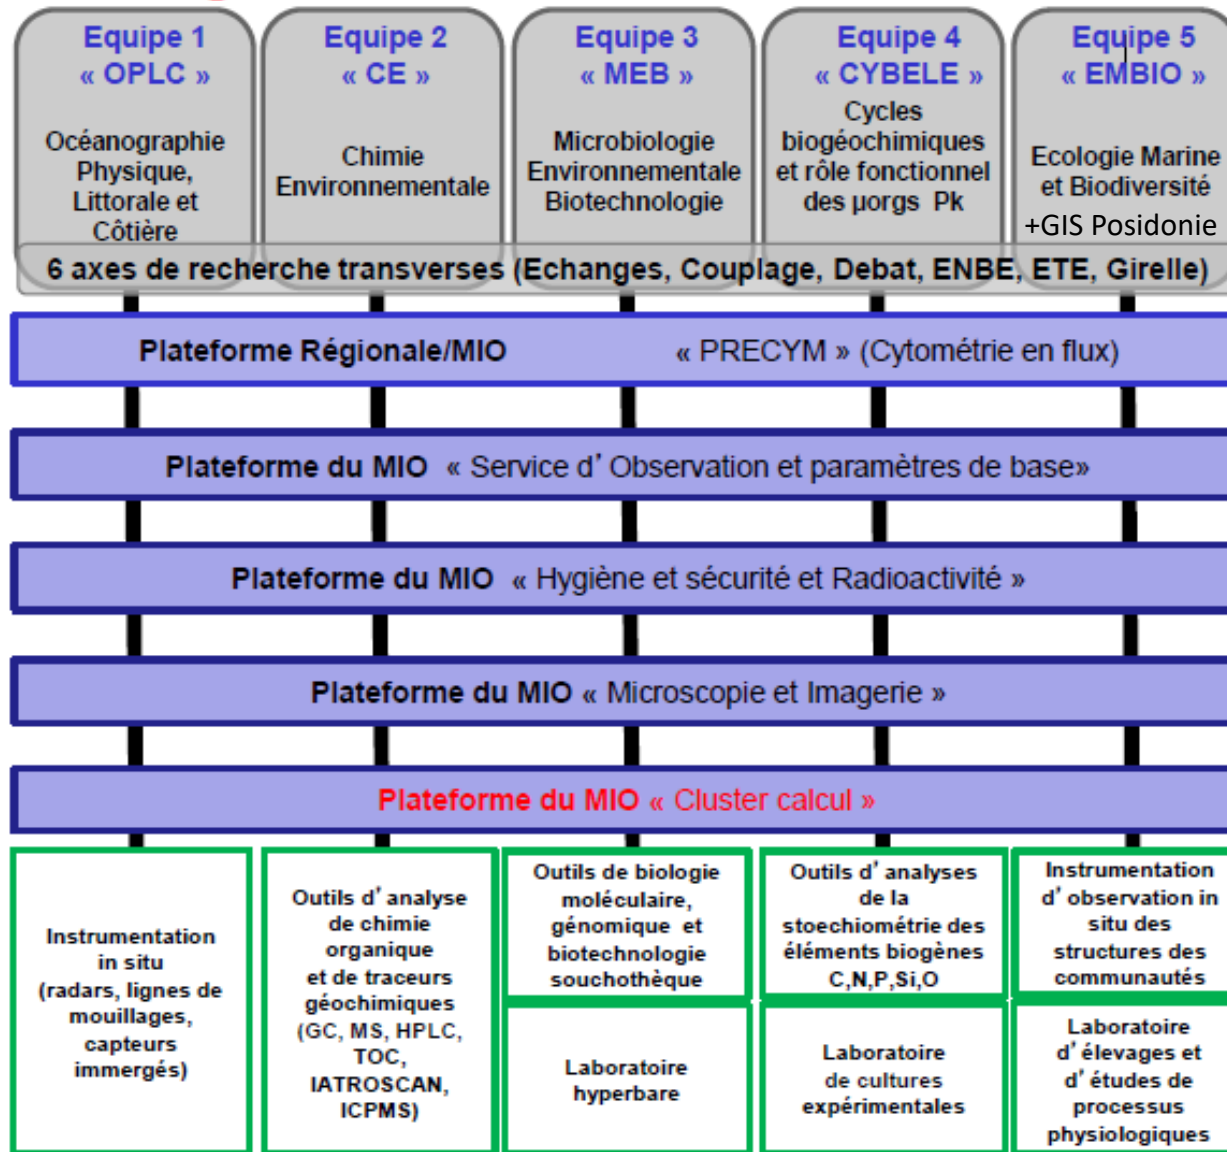 Equipe 1
« OPLC »
Océanographie
Physique,
Littorale et
Côtière
Equipe 2
« CE »
Chimie
Environnementale
Equipe 3
« MEB »
Microbiologie
Environnementale
Biotechnologie
Equipe 4
« CYBELE »
Cycles
biogéochimiques
et rôle fonctionnel
des µorgs Pk
Equipe 5
« EMBIO »
Ecologie Marine
et Biodiversité
+GIS Posidonie
6 axes de recherche transverses (Echanges, Couplage, Debat, ENBE, ETE, Girelle)
Plateforme Régionale/MIO « PRECYM » (Cytométrie en flux)
Plateforme du MIO « Service d’ Observation et paramètres de base»
Plateforme du MIO « Hygiène et sécurité et Radioactivité »
Plateforme du MIO « Microscopie et Imagerie »
Plateforme du MIO « Cluster calcul »
Instrumentation
in situ
(radars, lignes de
mouillages,
capteurs
immergés)
Outils d’ analyse
de chimie
organique
et de traceurs
géochimiques
(GC, MS, HPLC,
TOC,
IATROSCAN,
ICPMS)
Outils de biologie
moléculaire,
génomique et
biotechnologie
souchothèque
Laboratoire
hyperbare
Outils d’ analyses
de la
stoechiométrie des
éléments biogènes
C,N,P,Si,O
Laboratoire
de cultures
expérimentales
Instrumentation
d’ observation in
situ des
structures des
communautés
Laboratoire
d’ élevages et
d’ études de
processus
physiologiques